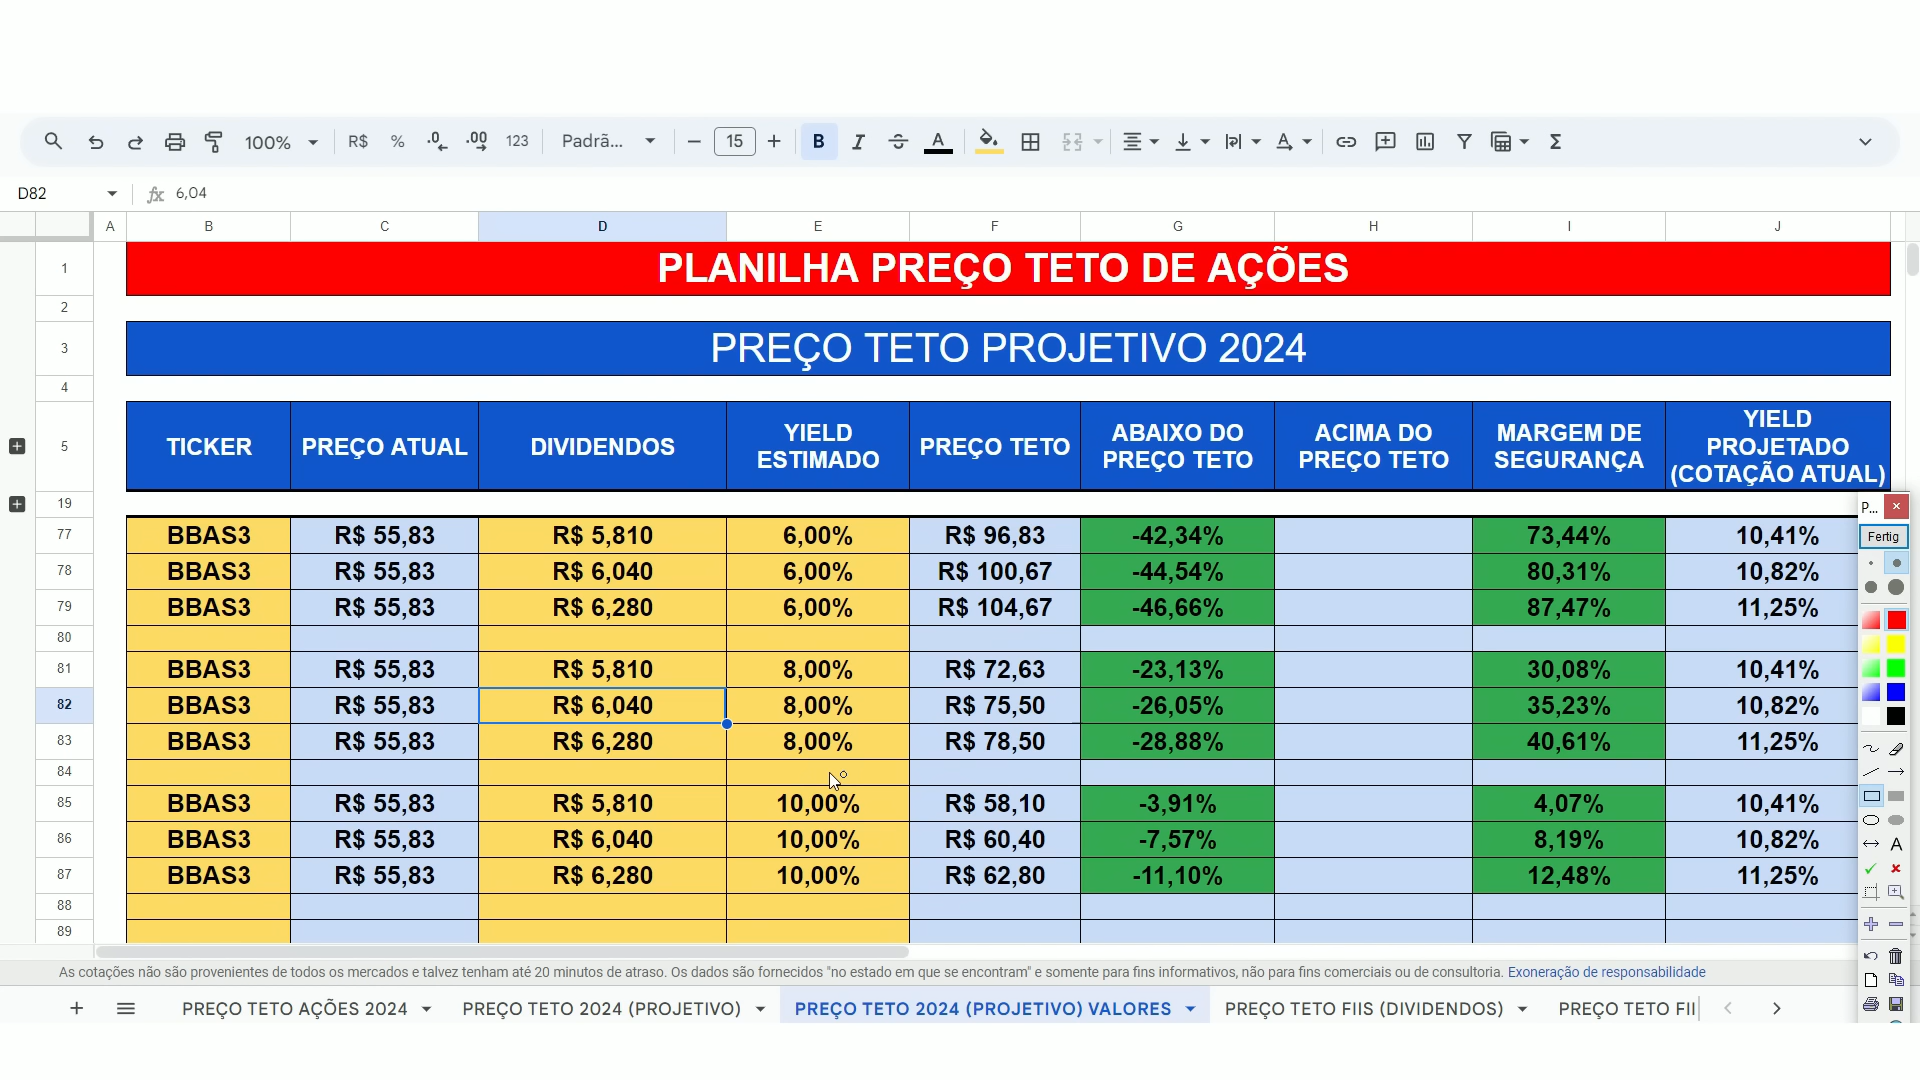 100% R$ % .0 .00 123 Padrã... 15 B I A Σ
D82 fx 6,04
A B C D E F G H I J
1 PLANILHA PREÇO TETO DE AÇÕES
2
3 PREÇO TETO PROJETIVO 2024
4
5 TICKER PREÇO ATUAL DIVIDENDOS YIELD ESTIMADO PREÇO TETO ABAIXO DO PREÇO TETO ACIMA DO PREÇO TETO MARGEM DE SEGURANÇA YIELD PROJETADO (COTAÇÃO ATUAL)
19
77 BBAS3 R$ 55,83 R$ 5,810 6,00% R$ 96,83 -42,34% 73,44% 10,41%
78 BBAS3 R$ 55,83 R$ 6,040 6,00% R$ 100,67 -44,54% 80,31% 10,82%
79 BBAS3 R$ 55,83 R$ 6,280 6,00% R$ 104,67 -46,66% 87,47% 11,25%
80
81 BBAS3 R$ 55,83 R$ 5,810 8,00% R$ 72,63 -23,13% 30,08% 10,41%
82 BBAS3 R$ 55,83 R$ 6,040 8,00% R$ 75,50 -26,05% 35,23% 10,82%
83 BBAS3 R$ 55,83 R$ 6,280 8,00% R$ 78,50 -28,88% 40,61% 11,25%
84
85 BBAS3 R$ 55,83 R$ 5,810 10,00% R$ 58,10 -3,91% 4,07% 10,41%
86 BBAS3 R$ 55,83 R$ 6,040 10,00% R$ 60,40 -7,57% 8,19% 10,82%
87 BBAS3 R$ 55,83 R$ 6,280 10,00% R$ 62,80 -11,10% 12,48% 11,25%
88
89
P...
Fertig
A
As cotações não são provenientes de todos os mercados e talvez tenham até 20 minutos de atraso. Os dados são fornecidos "no estado em que se encontram" e somente para fins informativos, não para fins comerciais ou de consultoria. Exoneração de responsabilidade
PREÇO TETO AÇÕES 2024 PREÇO TETO 2024 (PROJETIVO) PREÇO TETO 2024 (PROJETIVO) VALORES PREÇO TETO FIIS (DIVIDENDOS) PREÇO TETO FII